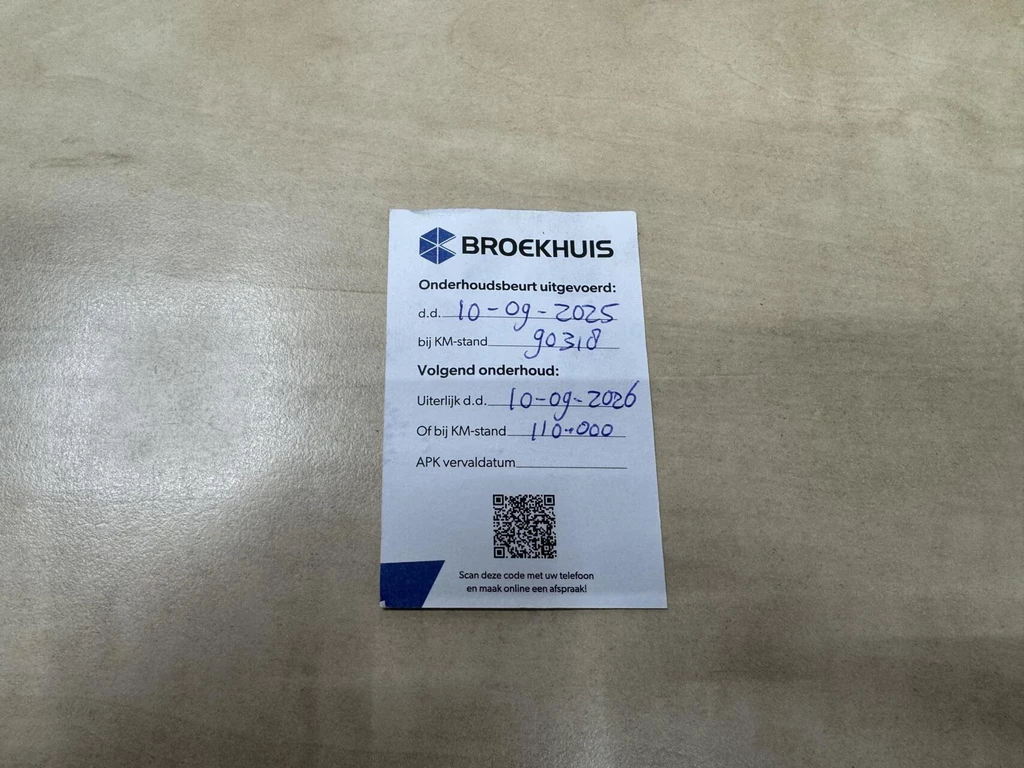 BROEKHUIS
Onderhoudsbeurt uitgevoerd:
d.d. 10-09-2025
bij KM-stand 90318
Volgend onderhoud:
Uiterlijk d.d. 10-09-2026
Of bij KM-stand 110.000
APK vervaldatum
Scan deze code met uw telefoon
en maak online een afspraak!